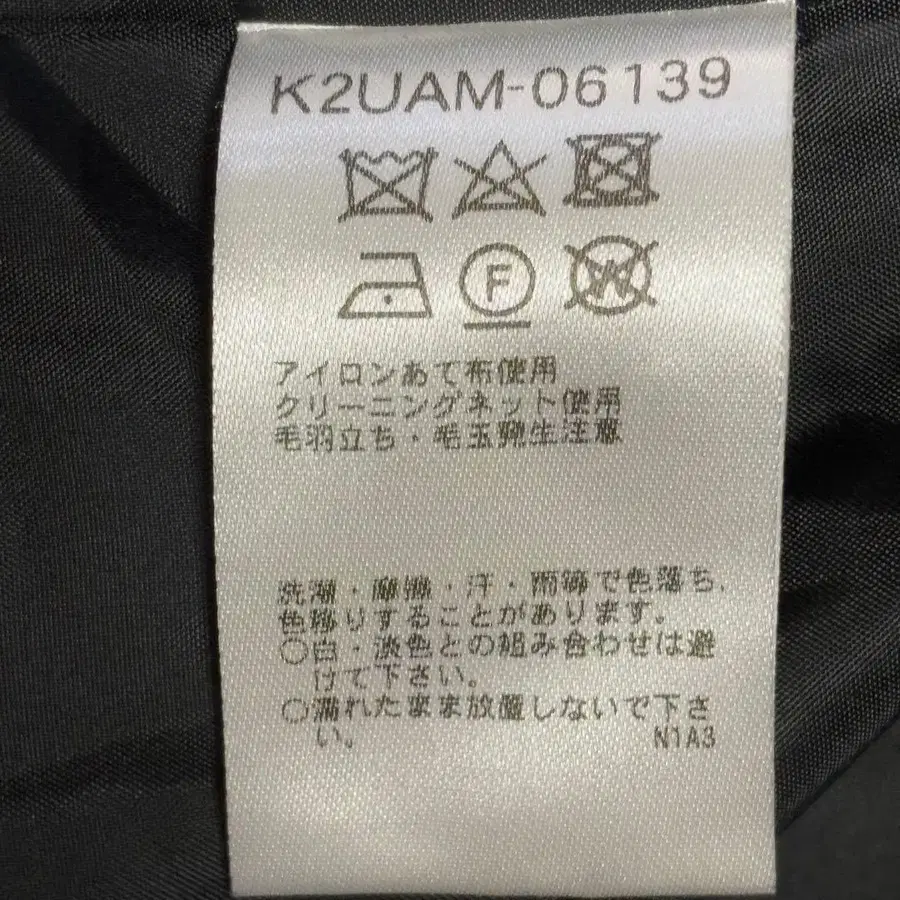 K2UAM-06139
F
W
アイロンあて布使用
クリーニングネット使用
毛羽立ち・毛玉発生注意
洗濯・摩擦・汗・雨等で色落ち、
色移りすることがあります。
○白・淡色との組み合わせは避
けて下さい。
○濡れたまま放置しないで下さ
い。
N1A3